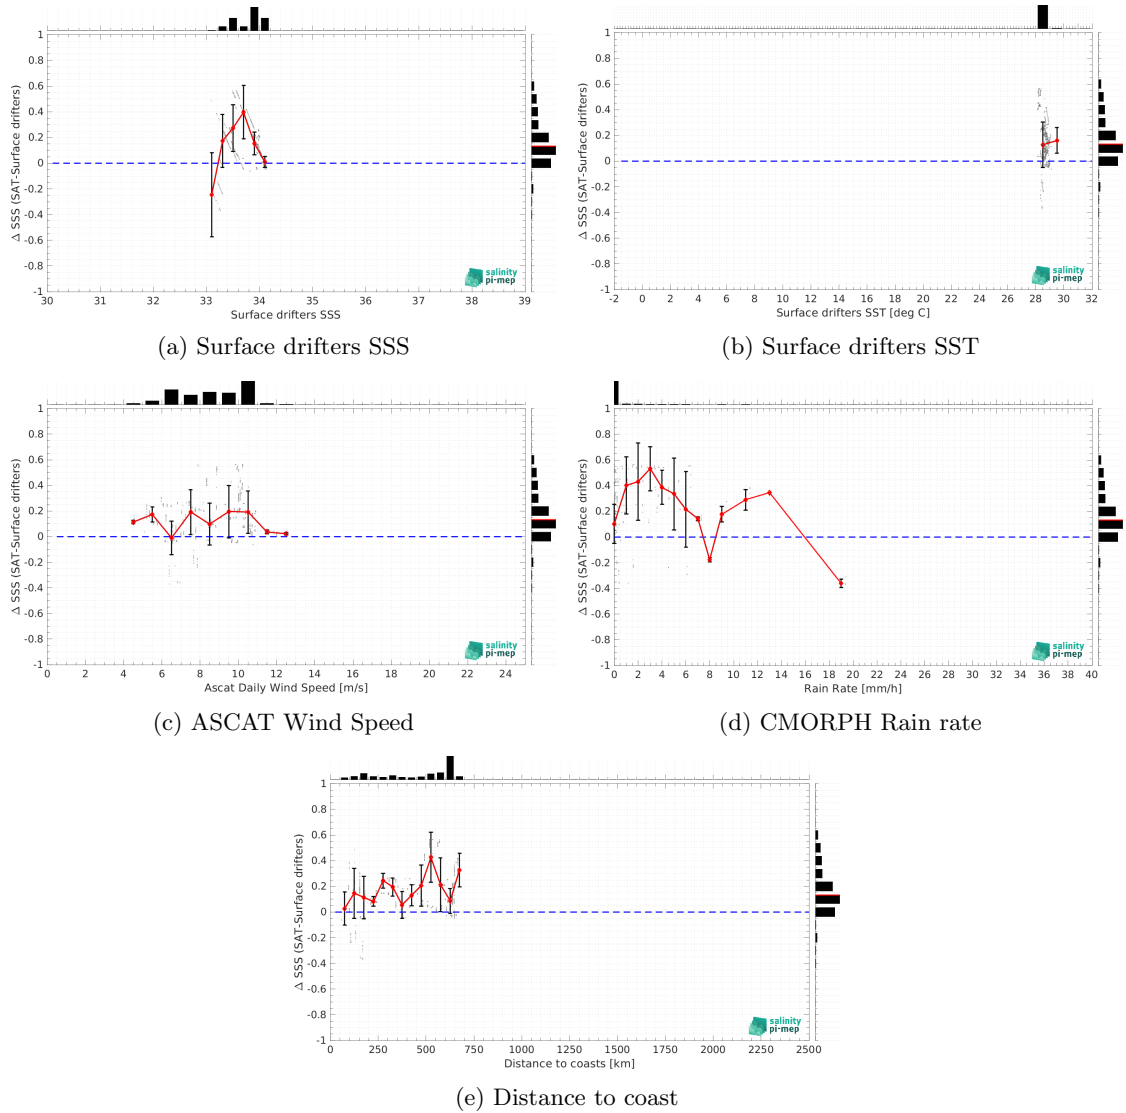 1
0.8
0.6
0.4
0.2
0
-0.2
-0.4
-0.6
-0.8
-1
Δ SSS (SAT-Surface drifters)
30 31 32 33 34 35 36 37 38 39
Surface drifters SSS
salinity
pi-mep
(a) Surface drifters SSS
1
0.8
0.6
0.4
0.2
0
-0.2
-0.4
-0.6
-0.8
-1
Δ SSS (SAT-Surface drifters)
-2 0 2 4 6 8 10 12 14 16 18 20 22 24 26 28 30 32
Surface drifters SST [deg C]
salinity
pi-mep
(b) Surface drifters SST
1
0.8
0.6
0.4
0.2
0
-0.2
-0.4
-0.6
-0.8
-1
Δ SSS (SAT-Surface drifters)
0 2 4 6 8 10 12 14 16 18 20 22 24
Ascat Daily Wind Speed [m/s]
salinity
pi-mep
(c) ASCAT Wind Speed
1
0.8
0.6
0.4
0.2
0
-0.2
-0.4
-0.6
-0.8
-1
Δ SSS (SAT-Surface drifters)
0 2 4 6 8 10 12 14 16 18 20 22 24 26 28 30 32 34 36 38 40
Rain Rate [mm/h]
salinity
pi-mep
(d) CMORPH Rain rate
1
0.8
0.6
0.4
0.2
0
-0.2
-0.4
-0.6
-0.8
-1
Δ SSS (SAT-Surface drifters)
0 250 500 750 1000 1250 1500 1750 2000 2250 2500
Distance to coasts [km]
salinity
pi-mep
(e) Distance to coast